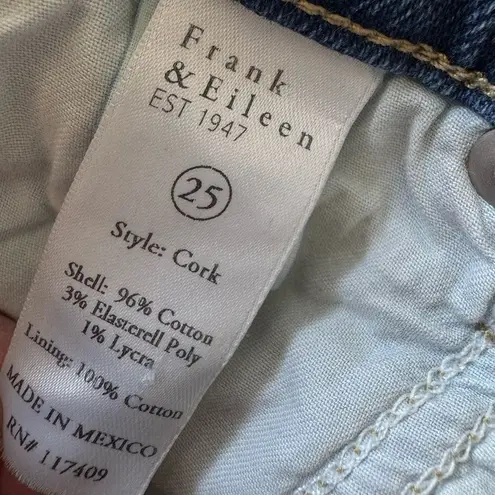 Frank
& Eileen
EST 1947
25
Style: Cork
Shell: 96% Cotton
3% Elasterell Poly
1% Lycra
Lining: 100% Cotton
MADE IN MEXICO
RN# 117409